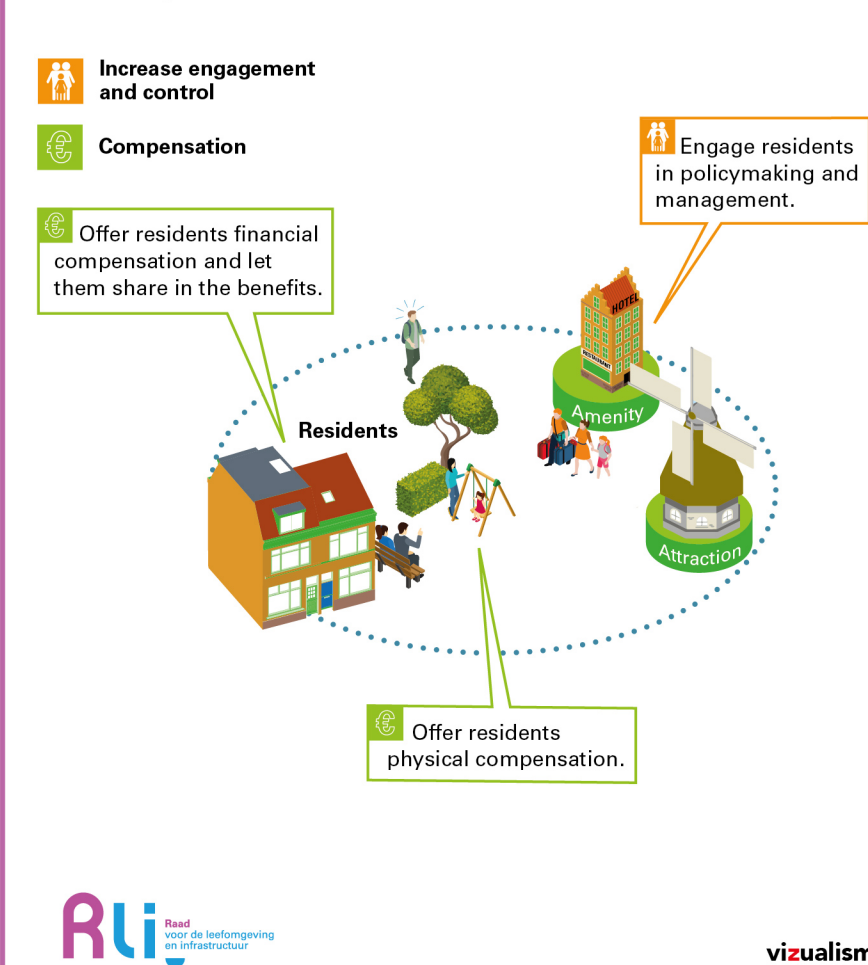 Increase engagement
and control
Compensation
Engage residents
in policymaking and
management.
Offer residents financial
compensation and let
them share in the benefits.
HOTEL
RESTAURANT
Amenity
Residents
Attraction
Offer residents
physical compensation.
Rli
Raad
voor de leefomgeving
en infrastructuur
vizualism